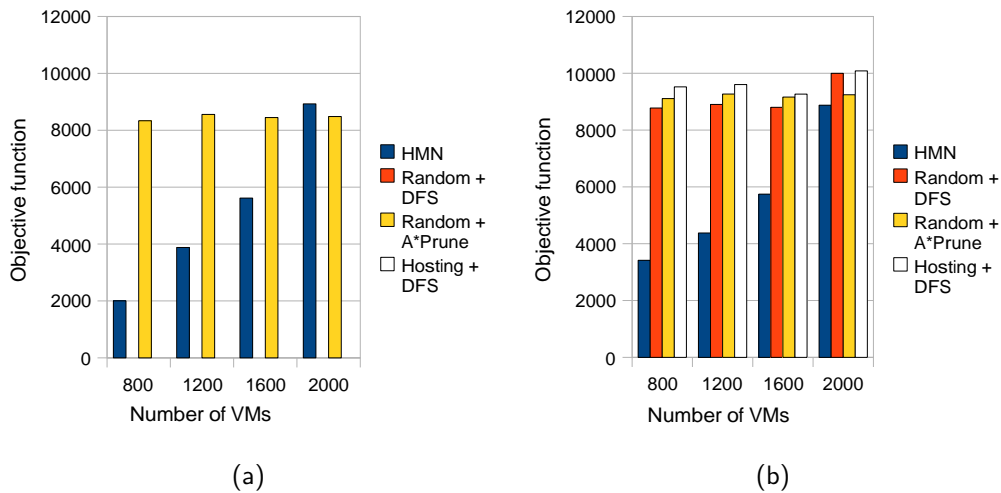 12000
10000
8000
6000
4000
2000
0
Objective function
800 1200 1600 2000
Number of VMs
HMN
Random +
DFS
Random +
A*Prune
Hosting +
DFS
(a)
12000
10000
8000
6000
4000
2000
0
Objective function
800 1200 1600 2000
Number of VMs
HMN
Random +
DFS
Random +
A*Prune
Hosting +
DFS
(b)